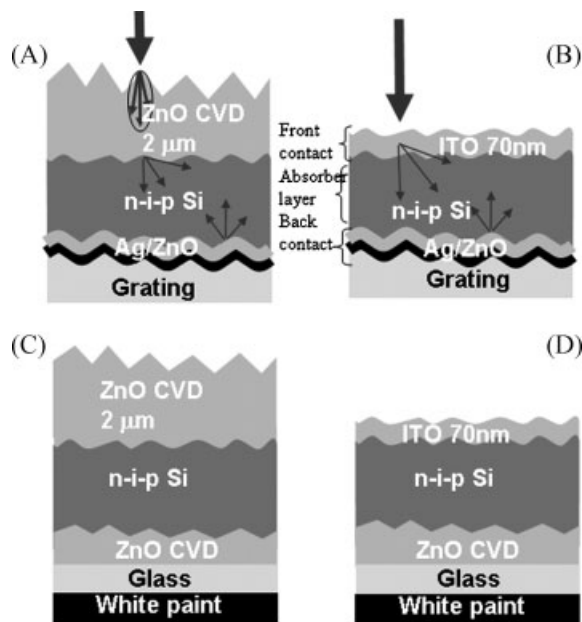 (A)
ZnO CVD
2 μm
n-i-p Si
Ag/ZnO
Grating
Front
contact
Absorber
layer
Back
contact
(B)
ITO 70nm
n-i-p Si
Ag/ZnO
Grating
(C)
ZnO CVD
2 μm
n-i-p Si
ZnO CVD
Glass
White paint
(D)
ITO 70nm
n-i-p Si
ZnO CVD
Glass
White paint